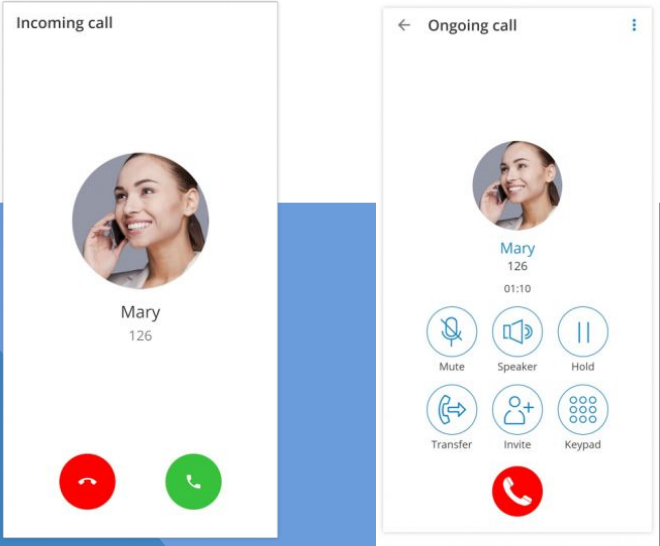 Incoming call
Mary
126
Ongoing call
Mary
126
01:10
Mute Speaker Hold
Transfer Invite Keypad